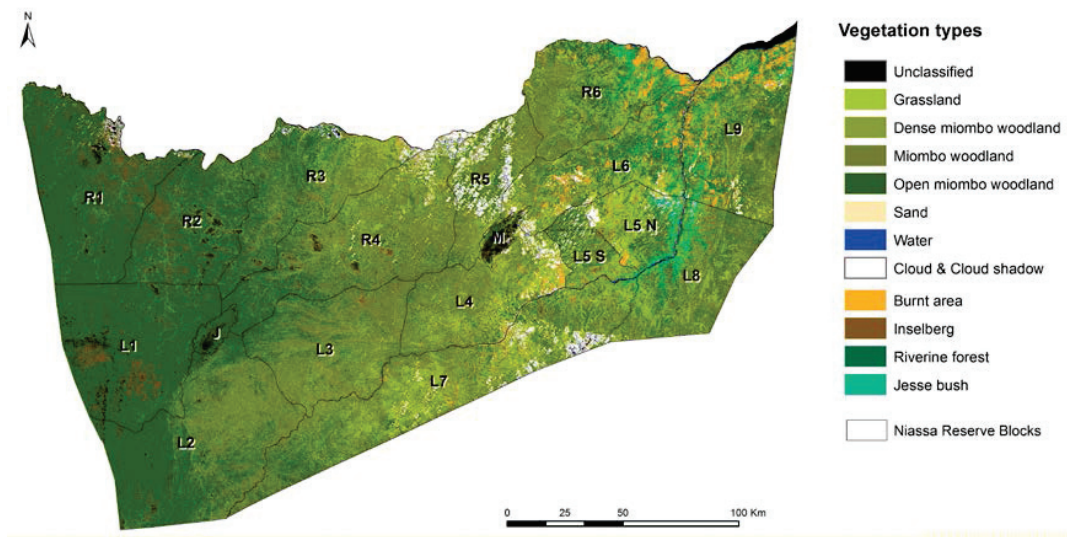 N
Vegetation types
Unclassified
Grassland
Dense miombo woodland
Miombo woodland
Open miombo woodland
Sand
Water
Cloud & Cloud shadow
Burnt area
Inselberg
Riverine forest
Jesse bush
Niassa Reserve Blocks
R6
L9
R1
R3
R5
L6
R2
R4
M
L5 N
L5 S
L8
L4
L1
J
L3
L7
L2
0 25 50 100 Km